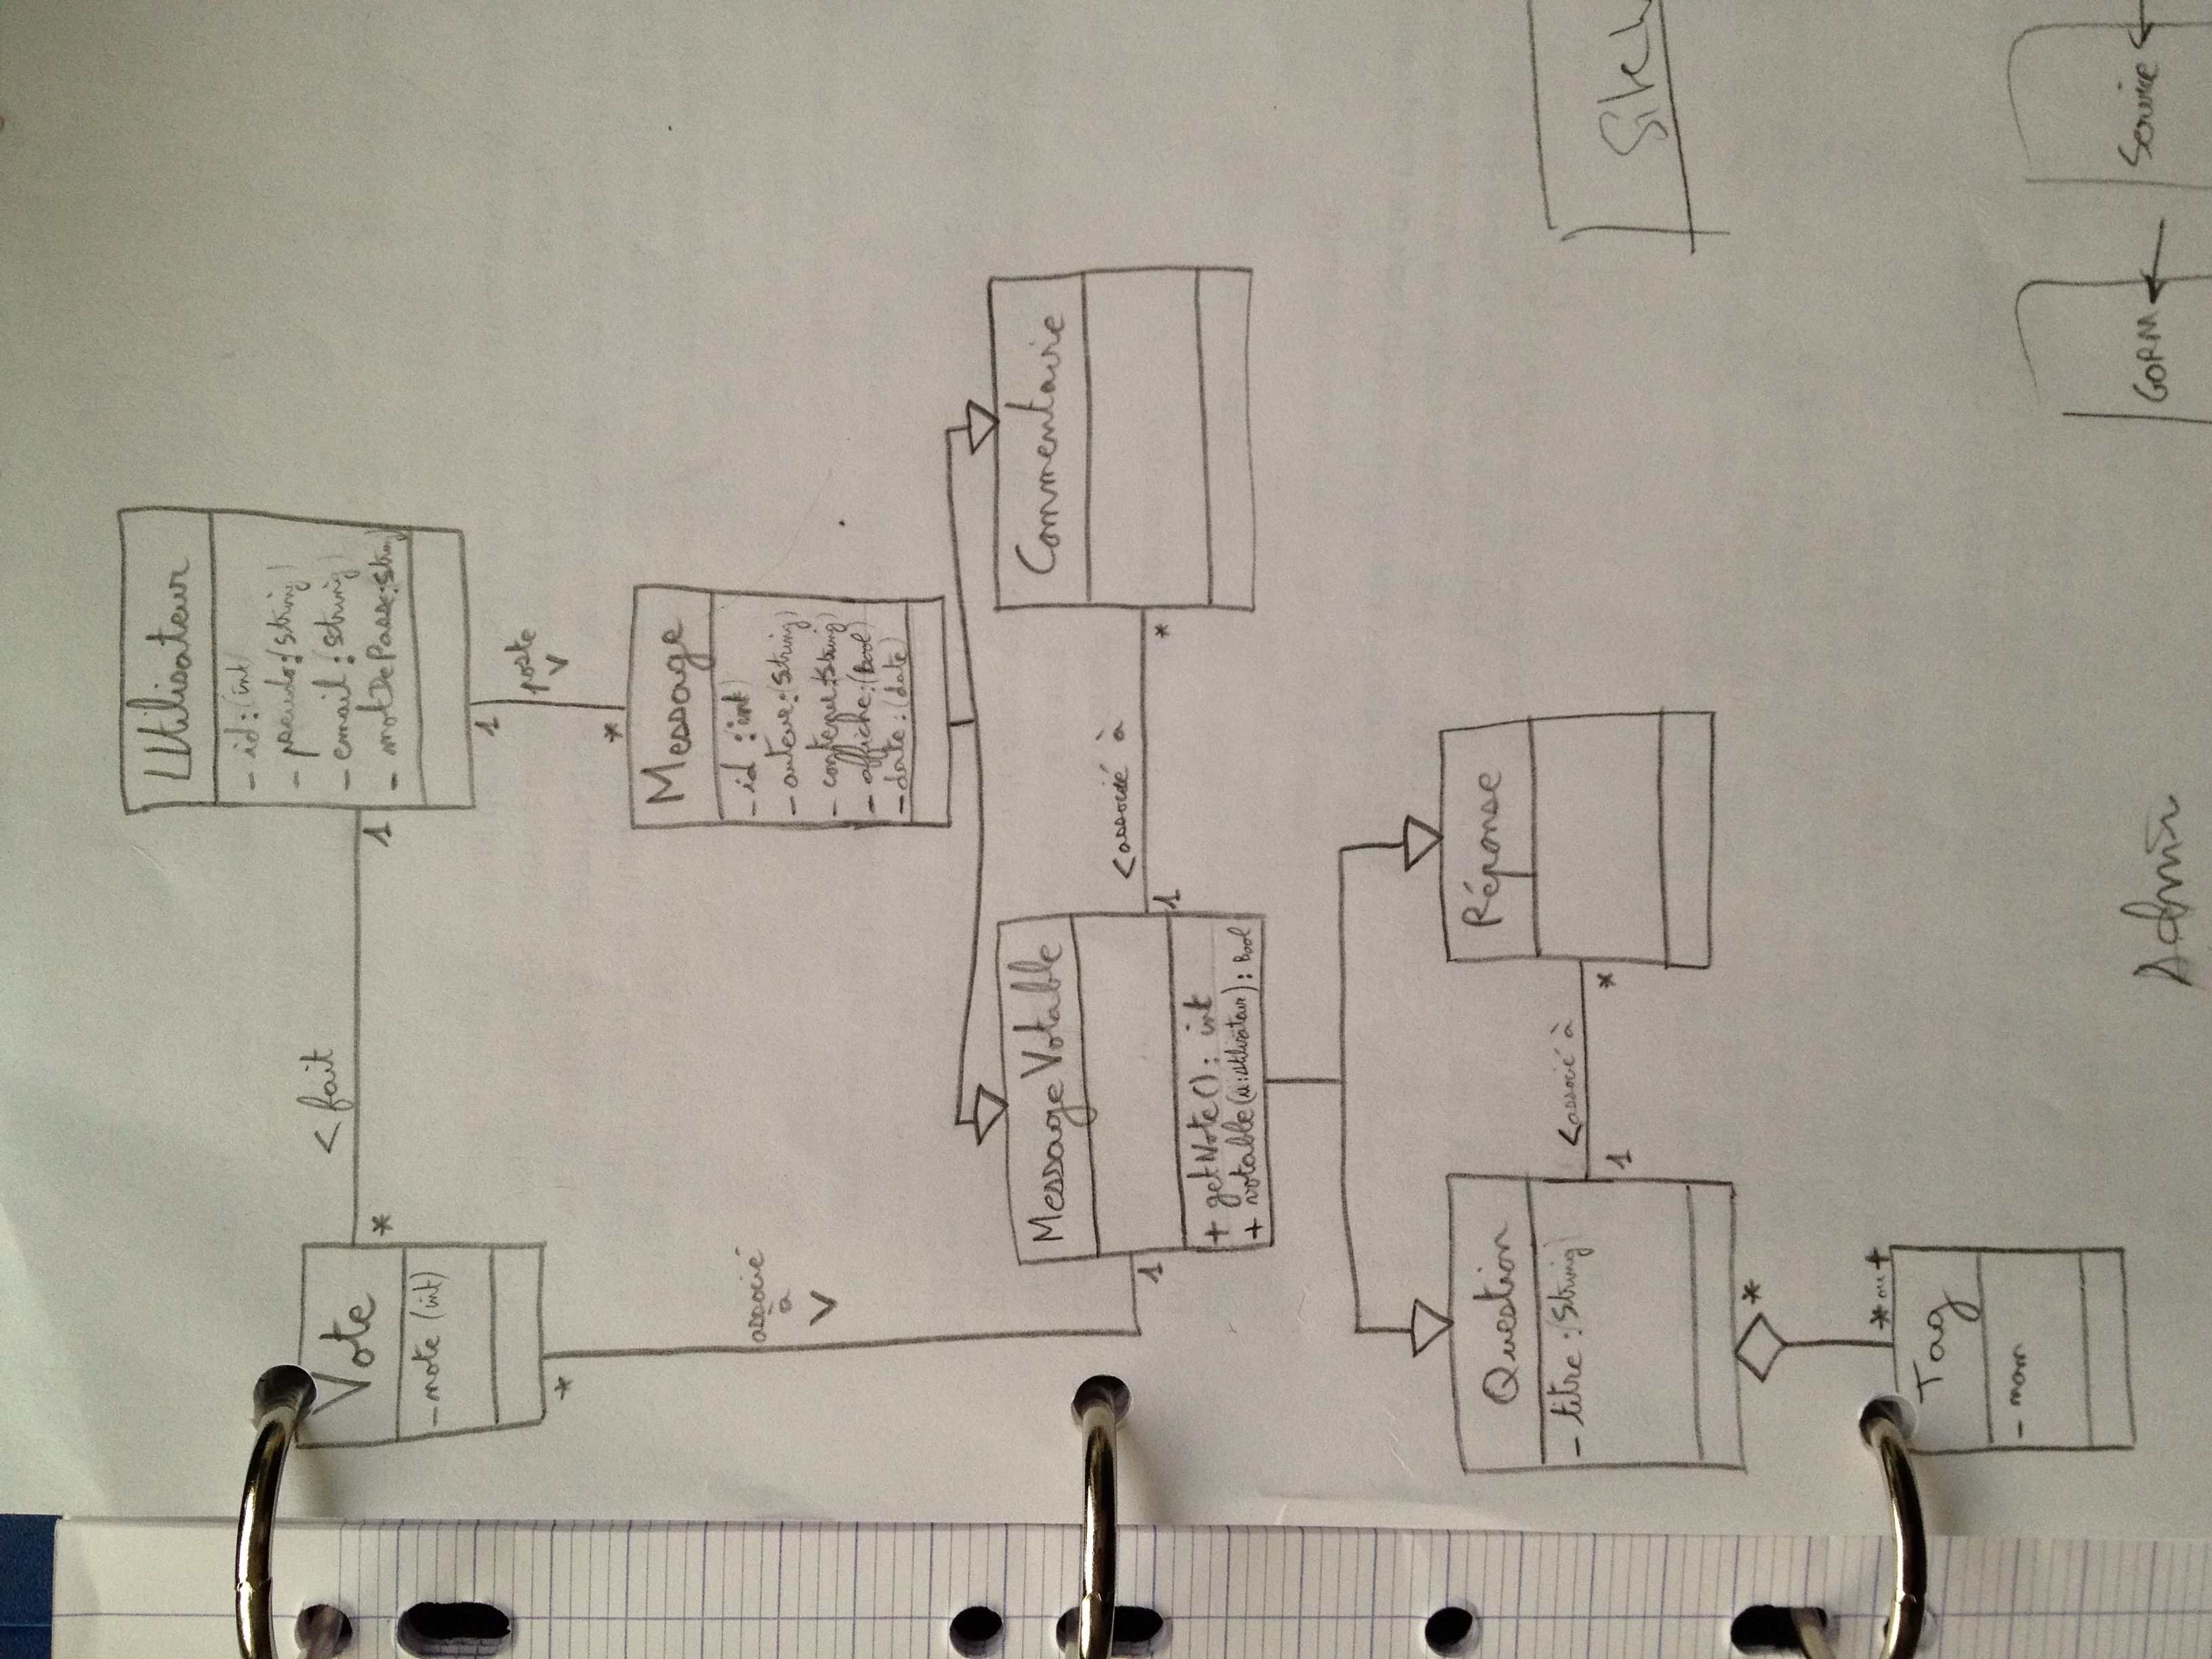 Utilisateur
- id : (int)
- pseudo : (String)
- email : (String)
- motDePasse : String)
Vote
- note (int)
< fait
*
1
1
poste
V
*
*
associé
à
V
1
Message
- id : (int)
- auteur : (String)
- contenu : (String)
- affiche : (Bool)
- date : (date)
MessageVotable
+ getNote() : int
+ votable(u : Utilisateur) : Bool
< associé à
1
*
Commentaire
Question
- titre : (String)
< associé à
1
*
Réponse
*
* ou +
Tag
- nom
Site
Admin
GORM
Service